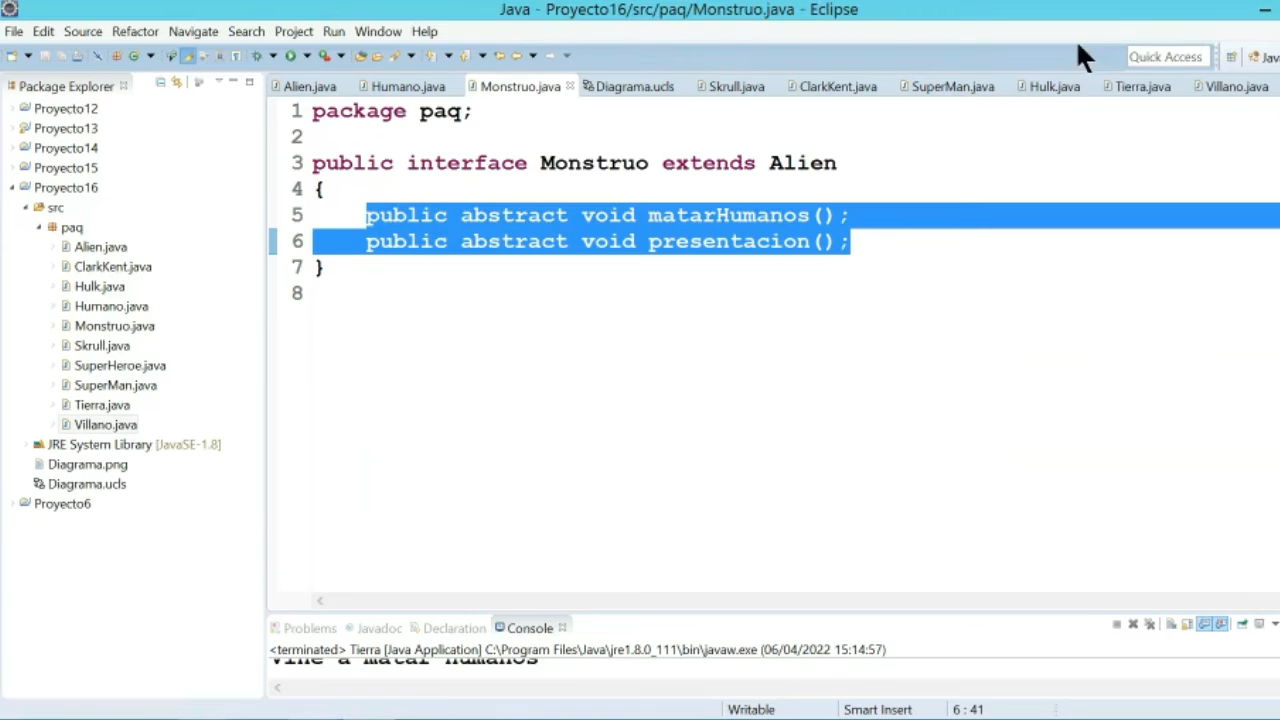 Java - Proyecto16/src/paq/Monstruo.java - Eclipse
File Edit Source Refactor Navigate Search Project Run Window Help
Quick Access
Jav
Package Explorer
Proyecto12
Proyecto13
Proyecto14
Proyecto15
Proyecto16
src
paq
Alien.java
ClarkKent.java
Hulk.java
Humano.java
Monstruo.java
Skrull.java
SuperHeroe.java
SuperMan.java
Tierra.java
Villano.java
JRE System Library [JavaSE-1.8]
Diagrama.png
Diagrama.ucls
Proyecto6
Alien.java Humano.java Monstruo.java Diagrama.ucls Skrull.java ClarkKent.java SuperMan.java Hulk.java Tierra.java Villano.java
1 package paq;
2
3 public interface Monstruo extends Alien
4 {
5 public abstract void matarHumanos();
6 public abstract void presentacion();
7 }
8
Problems Javadoc Declaration Console
<terminated> Tierra [Java Application] C:\Program Files\Java\jre1.8.0_111\bin\javaw.exe (06/04/2022 15:14:57)
vine a matar humanos
Writable Smart Insert 6 : 41